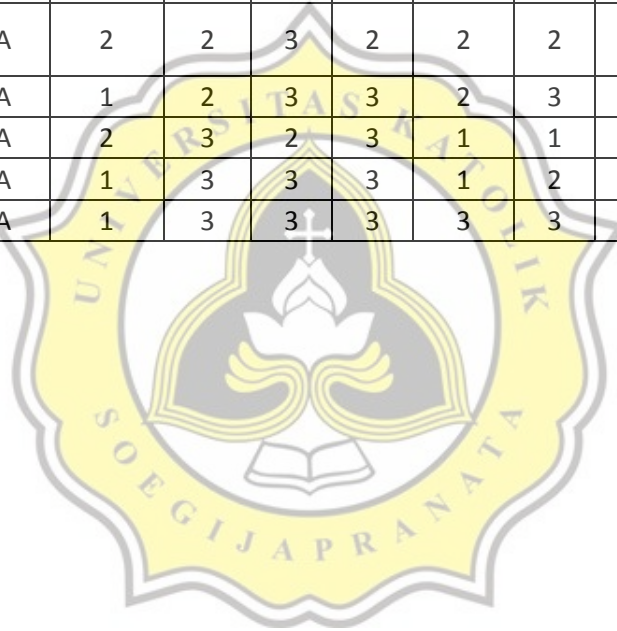 A 2 2 3 2 2 2
A 1 2 3 3 2 3
A 2 3 2 3 1 1
A 1 3 3 3 1 2
A 1 3 3 3 3 3
UNIVERSITAS KATOLIK
SOEGIJAPRANATA